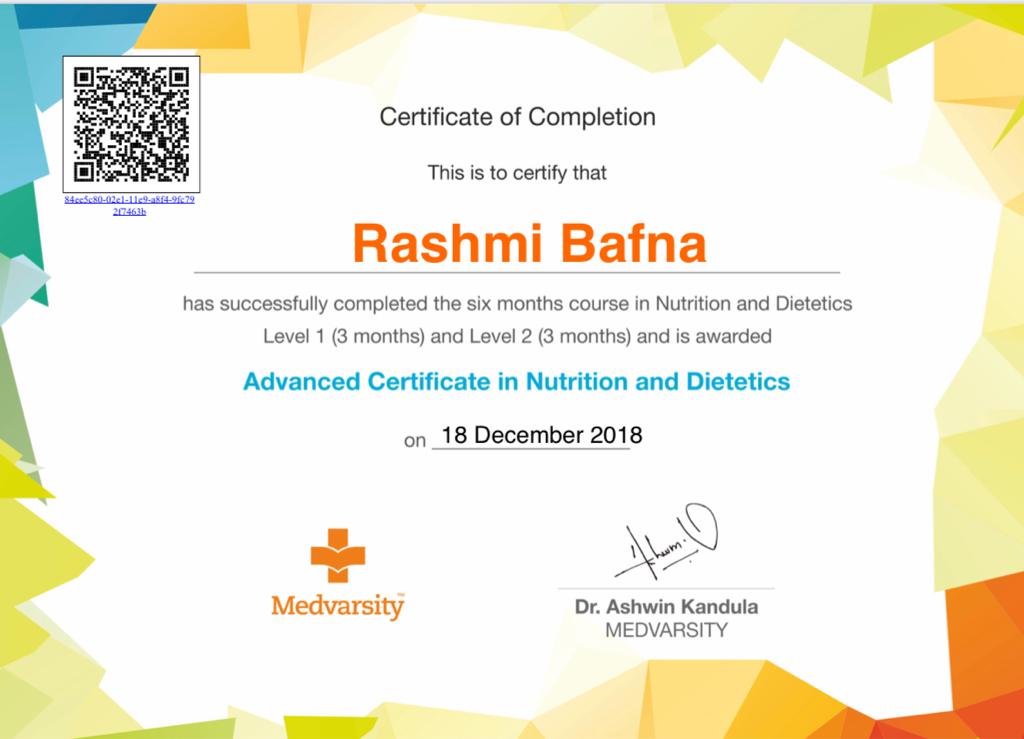 84ee5c80-02e1-11e9-a8f4-9fc79
2f7463b
Certificate of Completion
This is to certify that
Rashmi Bafna
has successfully completed the six months course in Nutrition and Dietetics
Level 1 (3 months) and Level 2 (3 months) and is awarded
Advanced Certificate in Nutrition and Dietetics
on 18 December 2018
Medvarsity™
Dr. Ashwin Kandula
MEDVARSITY